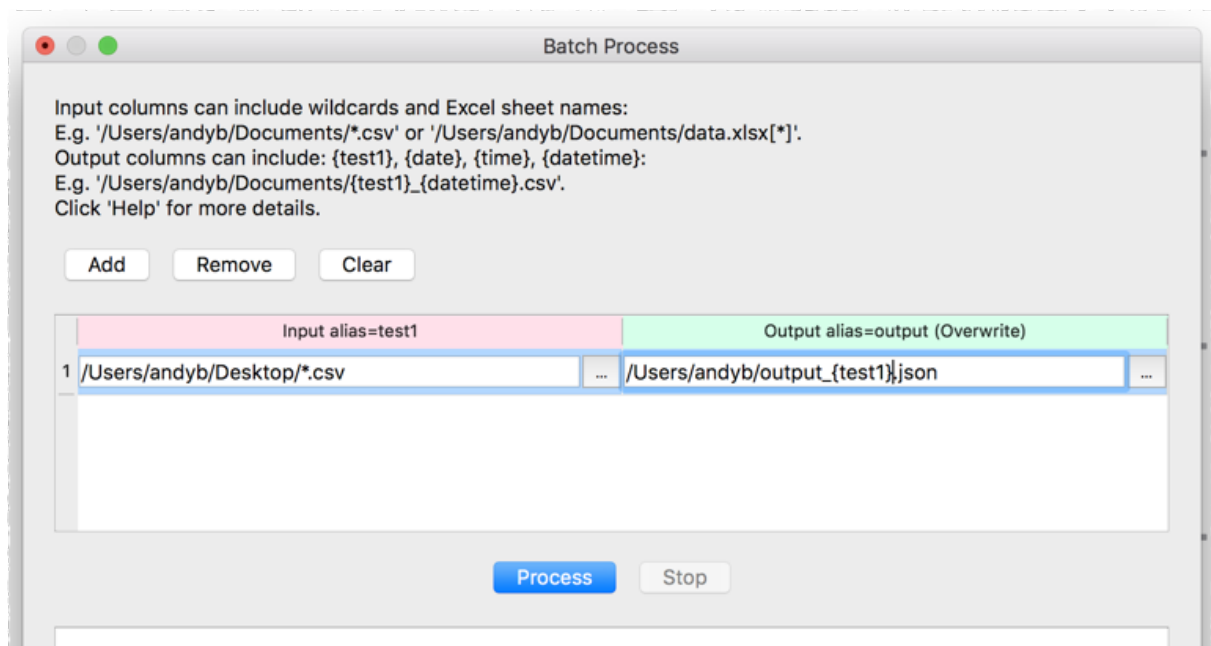 Batch Process
Input columns can include wildcards and Excel sheet names:
E.g. '/Users/andyb/Documents/*.csv' or '/Users/andyb/Documents/data.xlsx[*]'.
Output columns can include: {test1}, {date}, {time}, {datetime}:
E.g. '/Users/andyb/Documents/{test1}_{datetime}.csv'.
Click 'Help' for more details.
Add Remove Clear
Input alias=test1 Output alias=output (Overwrite)
1 /Users/andyb/Desktop/*.csv ... /Users/andyb/output_{test1}.json ...
Process Stop